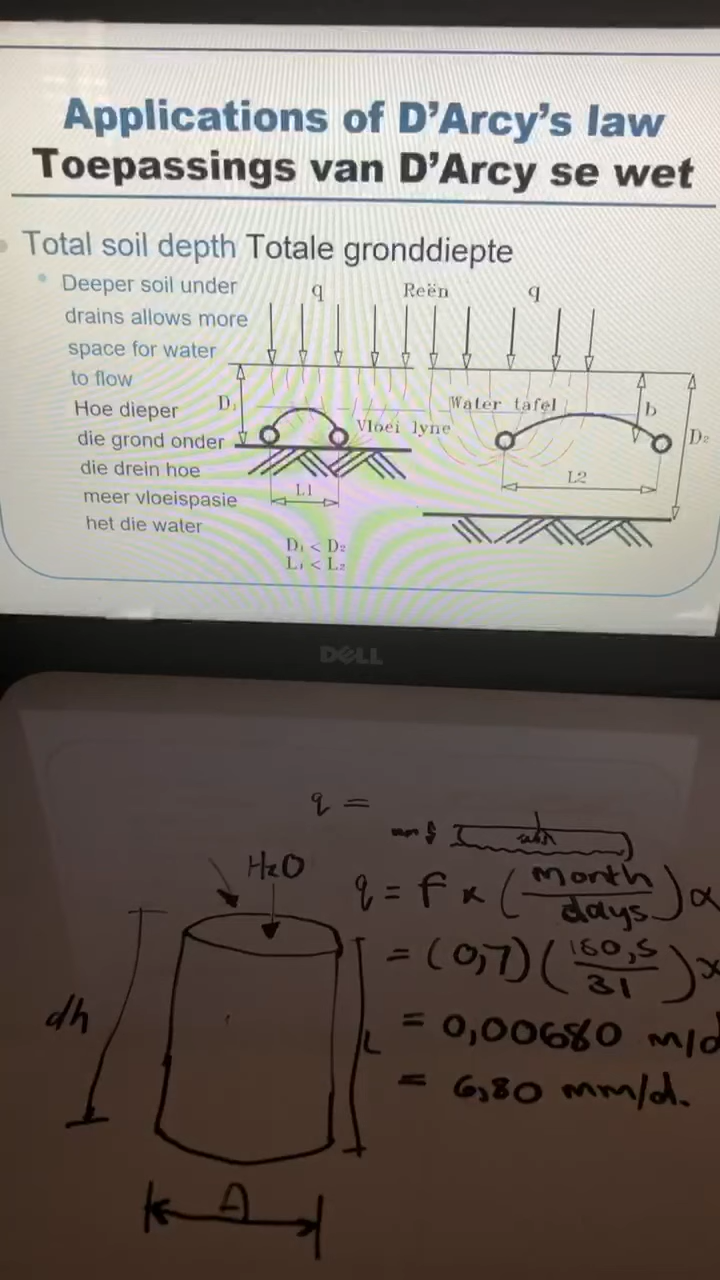 Applications of D'Arcy's law
Toepassings van D'Arcy se wet
Total soil depth Totale gronddiepte
Deeper soil under
drains allows more
space for water
to flow
Hoe dieper
die grond onder
die drein hoe
meer vloeispasie
het die water
q Reën q
D₁ Water tafel b
Vloei lyne D₂
L1 L2
D₁ < D₂
L₁ < L₂
DELL
q =
H₂O
q = f x (month/days) x
= (0,7) (160,5/31) x
dh
L
= 0,00680 m/d
= 6,80 mm/d.
A